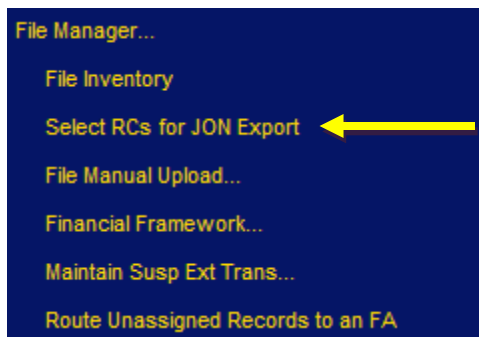 File Manager...
File Inventory
Select RCs for JON Export
File Manual Upload...
Financial Framework...
Maintain Susp Ext Trans...
Route Unassigned Records to an FA